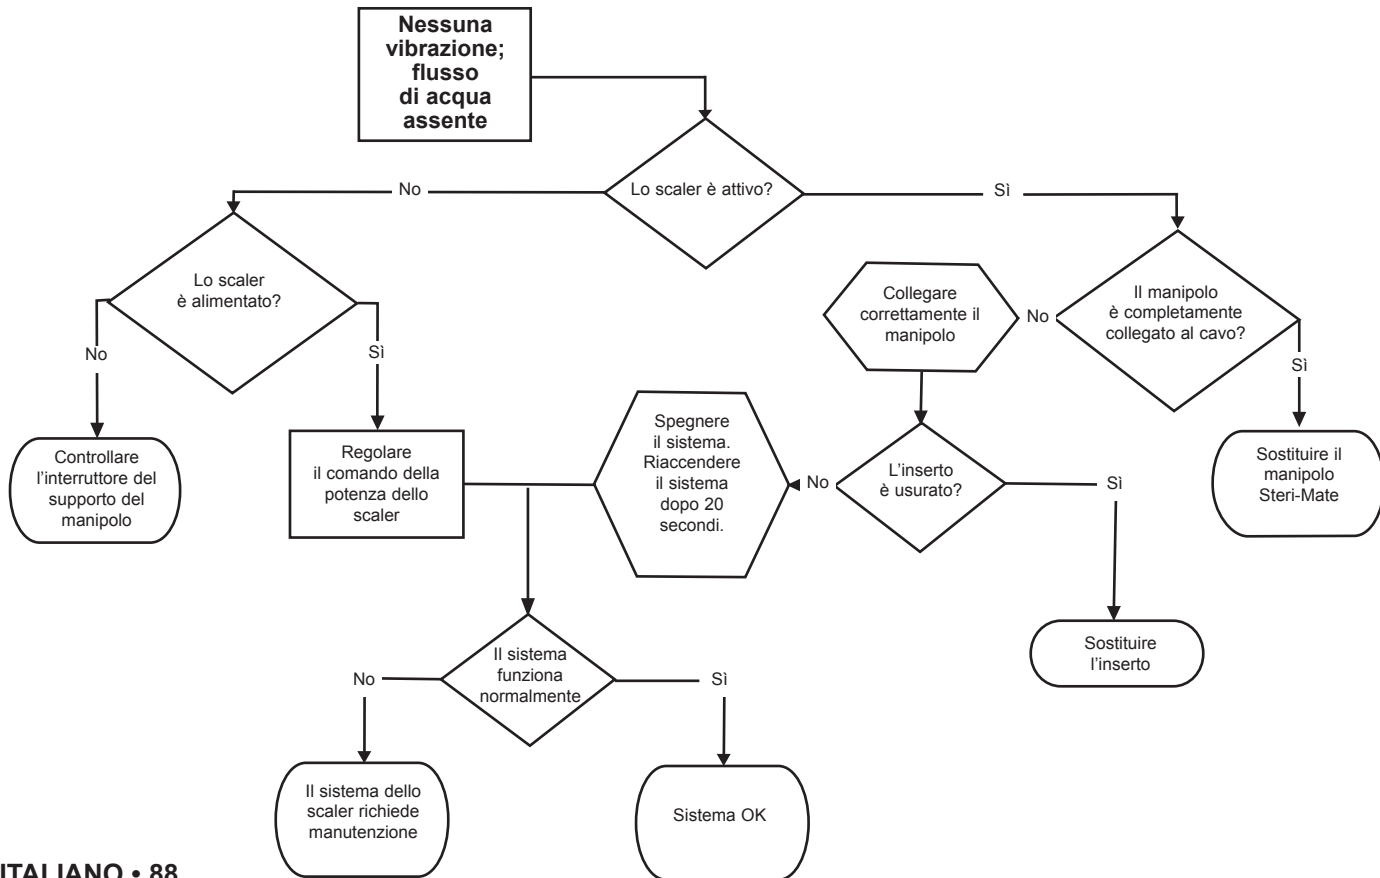 Nessuna
vibrazione;
flusso
di acqua
assente
Lo scaler è attivo?
No
Sì
Lo scaler
è alimentato?
Collegare
correttamente il
manipolo
No
Il manipolo
è completamente
collegato al cavo?
No
Sì
Sì
Controllare
l'interruttore del
supporto del
manipolo
Regolare
il comando della
potenza dello
scaler
Spegnere
il sistema.
Riaccendere
il sistema
dopo 20
secondi.
No
L'inserto
è usurato?
Sì
Sostituire il
manipolo
Steri-Mate
Sostituire
l'inserto
Il sistema
funziona
normalmente
No
Sì
Il sistema dello
scaler richiede
manutenzione
Sistema OK
ITALIANO • 88